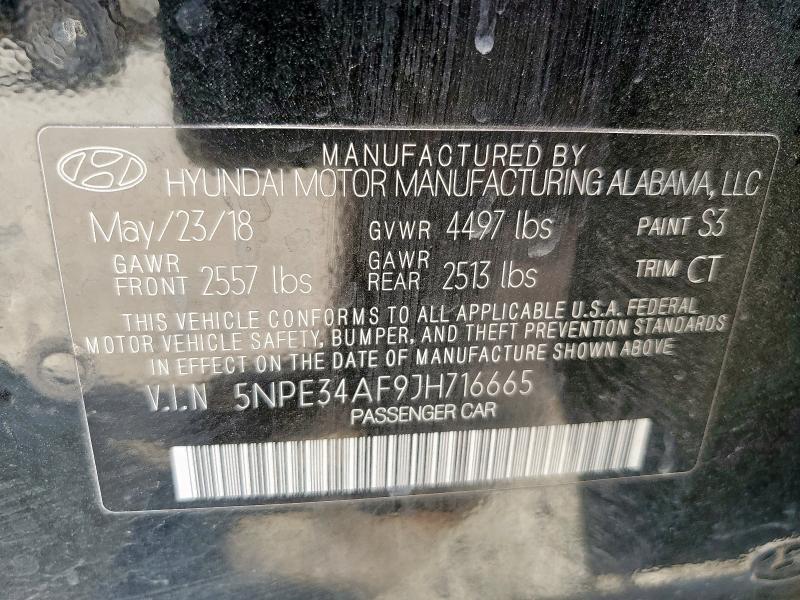 MANUFACTURED BY
HYUNDAI MOTOR MANUFACTURING ALABAMA, LLC
May/23/18 GVWR 4497 lbs PAINT S3
GAWR FRONT 2557 lbs GAWR REAR 2513 lbs TRIM CT
THIS VEHICLE CONFORMS TO ALL APPLICABLE U.S.A. FEDERAL
MOTOR VEHICLE SAFETY, BUMPER, AND THEFT PREVENTION STANDARDS
IN EFFECT ON THE DATE OF MANUFACTURE SHOWN ABOVE
V.I.N 5NPE34AF9JH716665
PASSENGER CAR